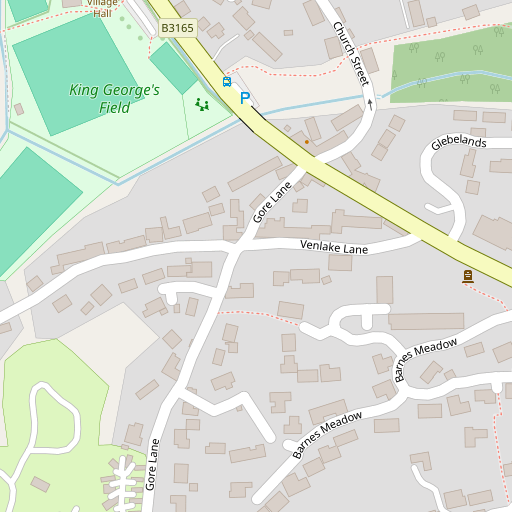 Village
Hall
B3165
King George's
Field
P
Church Street
Glebelands
Gore Lane
Venlake Lane
Barnes Meadow
Barnes Meadow
Gore Lane